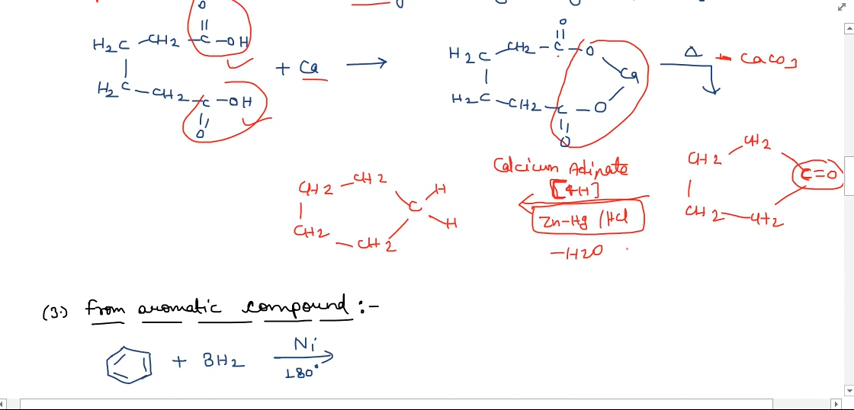 O
||
H2C — CH2 — C — OH
|
H2C — CH2 — C — OH
||
O
+ Ca ⟶
O
||
H2C — CH2 — C — O
|
Ca
H2C — CH2 — C — O
||
O
Δ - CaCO3
Calcium Adipate
CH2 — CH2
|
C=O
CH2 — CH2
[4H]
Zn-Hg / HCl
-H2O
CH2 — CH2
|
C
H
H
CH2 — CH2
(3.) from aromatic compound :-
+ 3H2
Ni
180°